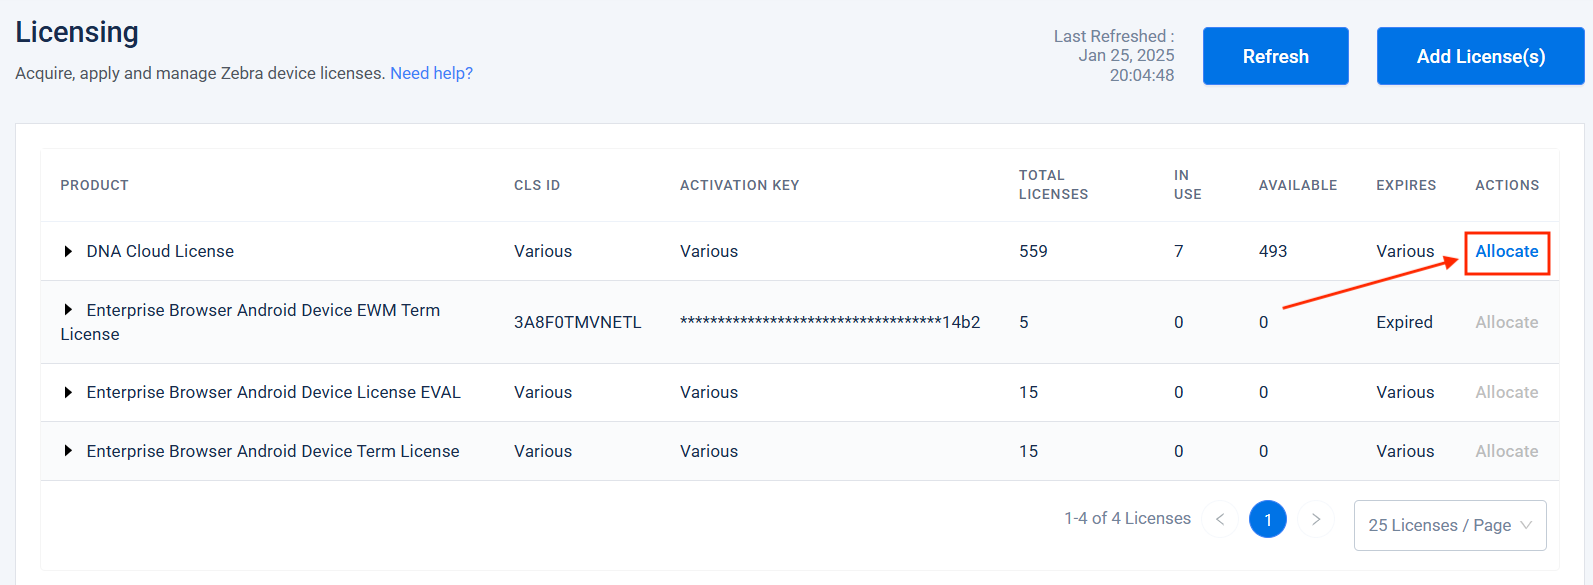 Licensing
Acquire, apply and manage Zebra device licenses. Need help?
Last Refreshed :
Jan 25, 2025
20:04:48
Refresh
Add License(s)
PRODUCT
CLS ID
ACTIVATION KEY
TOTAL
LICENSES
IN
USE
AVAILABLE
EXPIRES
ACTIONS
DNA Cloud License
Various
Various
559
7
493
Various
Allocate
Enterprise Browser Android Device EWM Term
License
3A8F0TMVNETL
***********************************14b2
5
0
0
Expired
Allocate
Enterprise Browser Android Device License EVAL
Various
Various
15
0
0
Various
Allocate
Enterprise Browser Android Device Term License
Various
Various
15
0
0
Various
Allocate
1-4 of 4 Licenses
<
1
>
25 Licenses / Page